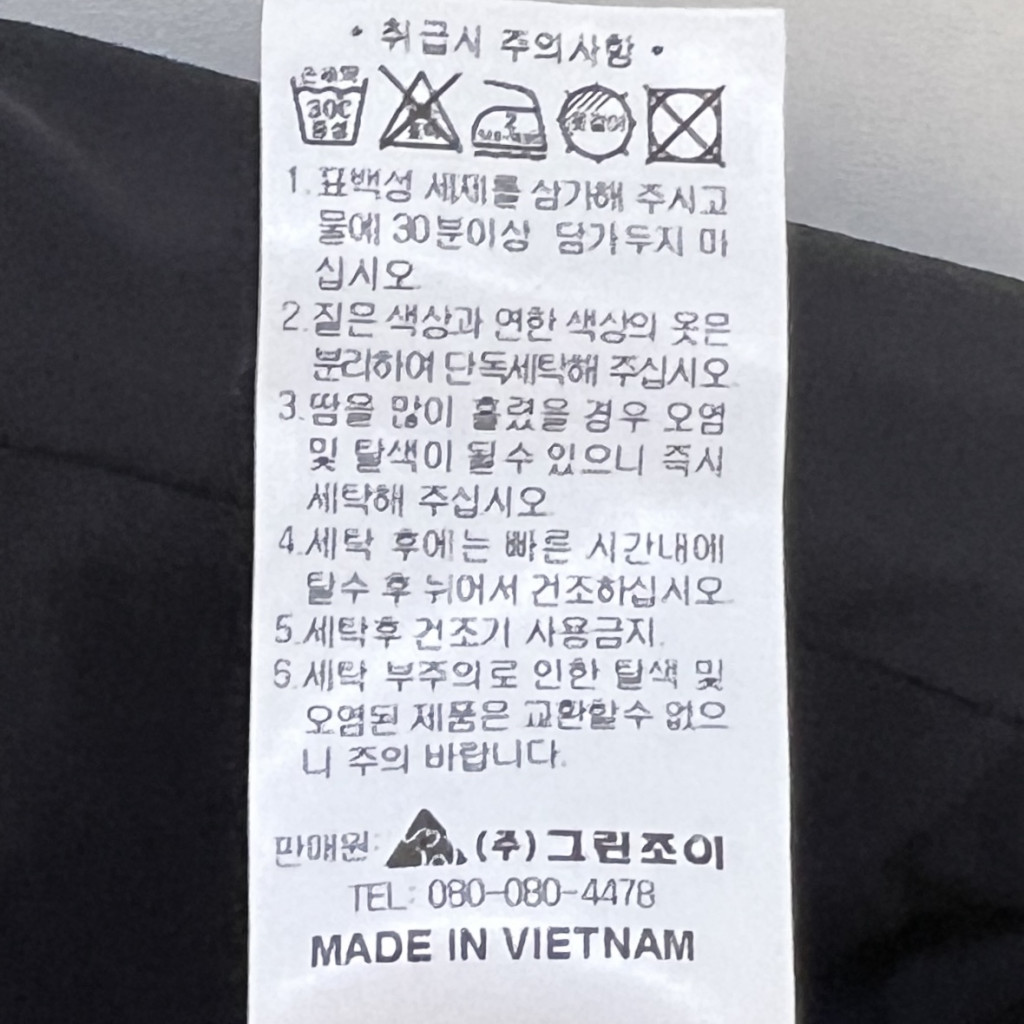 • 취급시 주의사항 •
손세탁
30C
중성
1. 표백성 세제를 삼가해 주시고
물에 30분이상 담가두지 마
십시오
2. 짙은 색상과 연한 색상의 옷은
분리하여 단독세탁해 주십시오
3. 땀을 많이 흘렸을 경우 오염
및 탈색이 될수 있으니 즉시
세탁해 주십시오
4. 세탁 후에는 빠른 시간내에
탈수 후 뉘어서 건조하십시오
5. 세탁후 건조기 사용금지.
6. 세탁 부주의로 인한 탈색 및
오염된 제품은 교환할수 없으
니 주의 바랍니다.
판매원: (주)그린조이
TEL: 080-080-4478
MADE IN VIETNAM